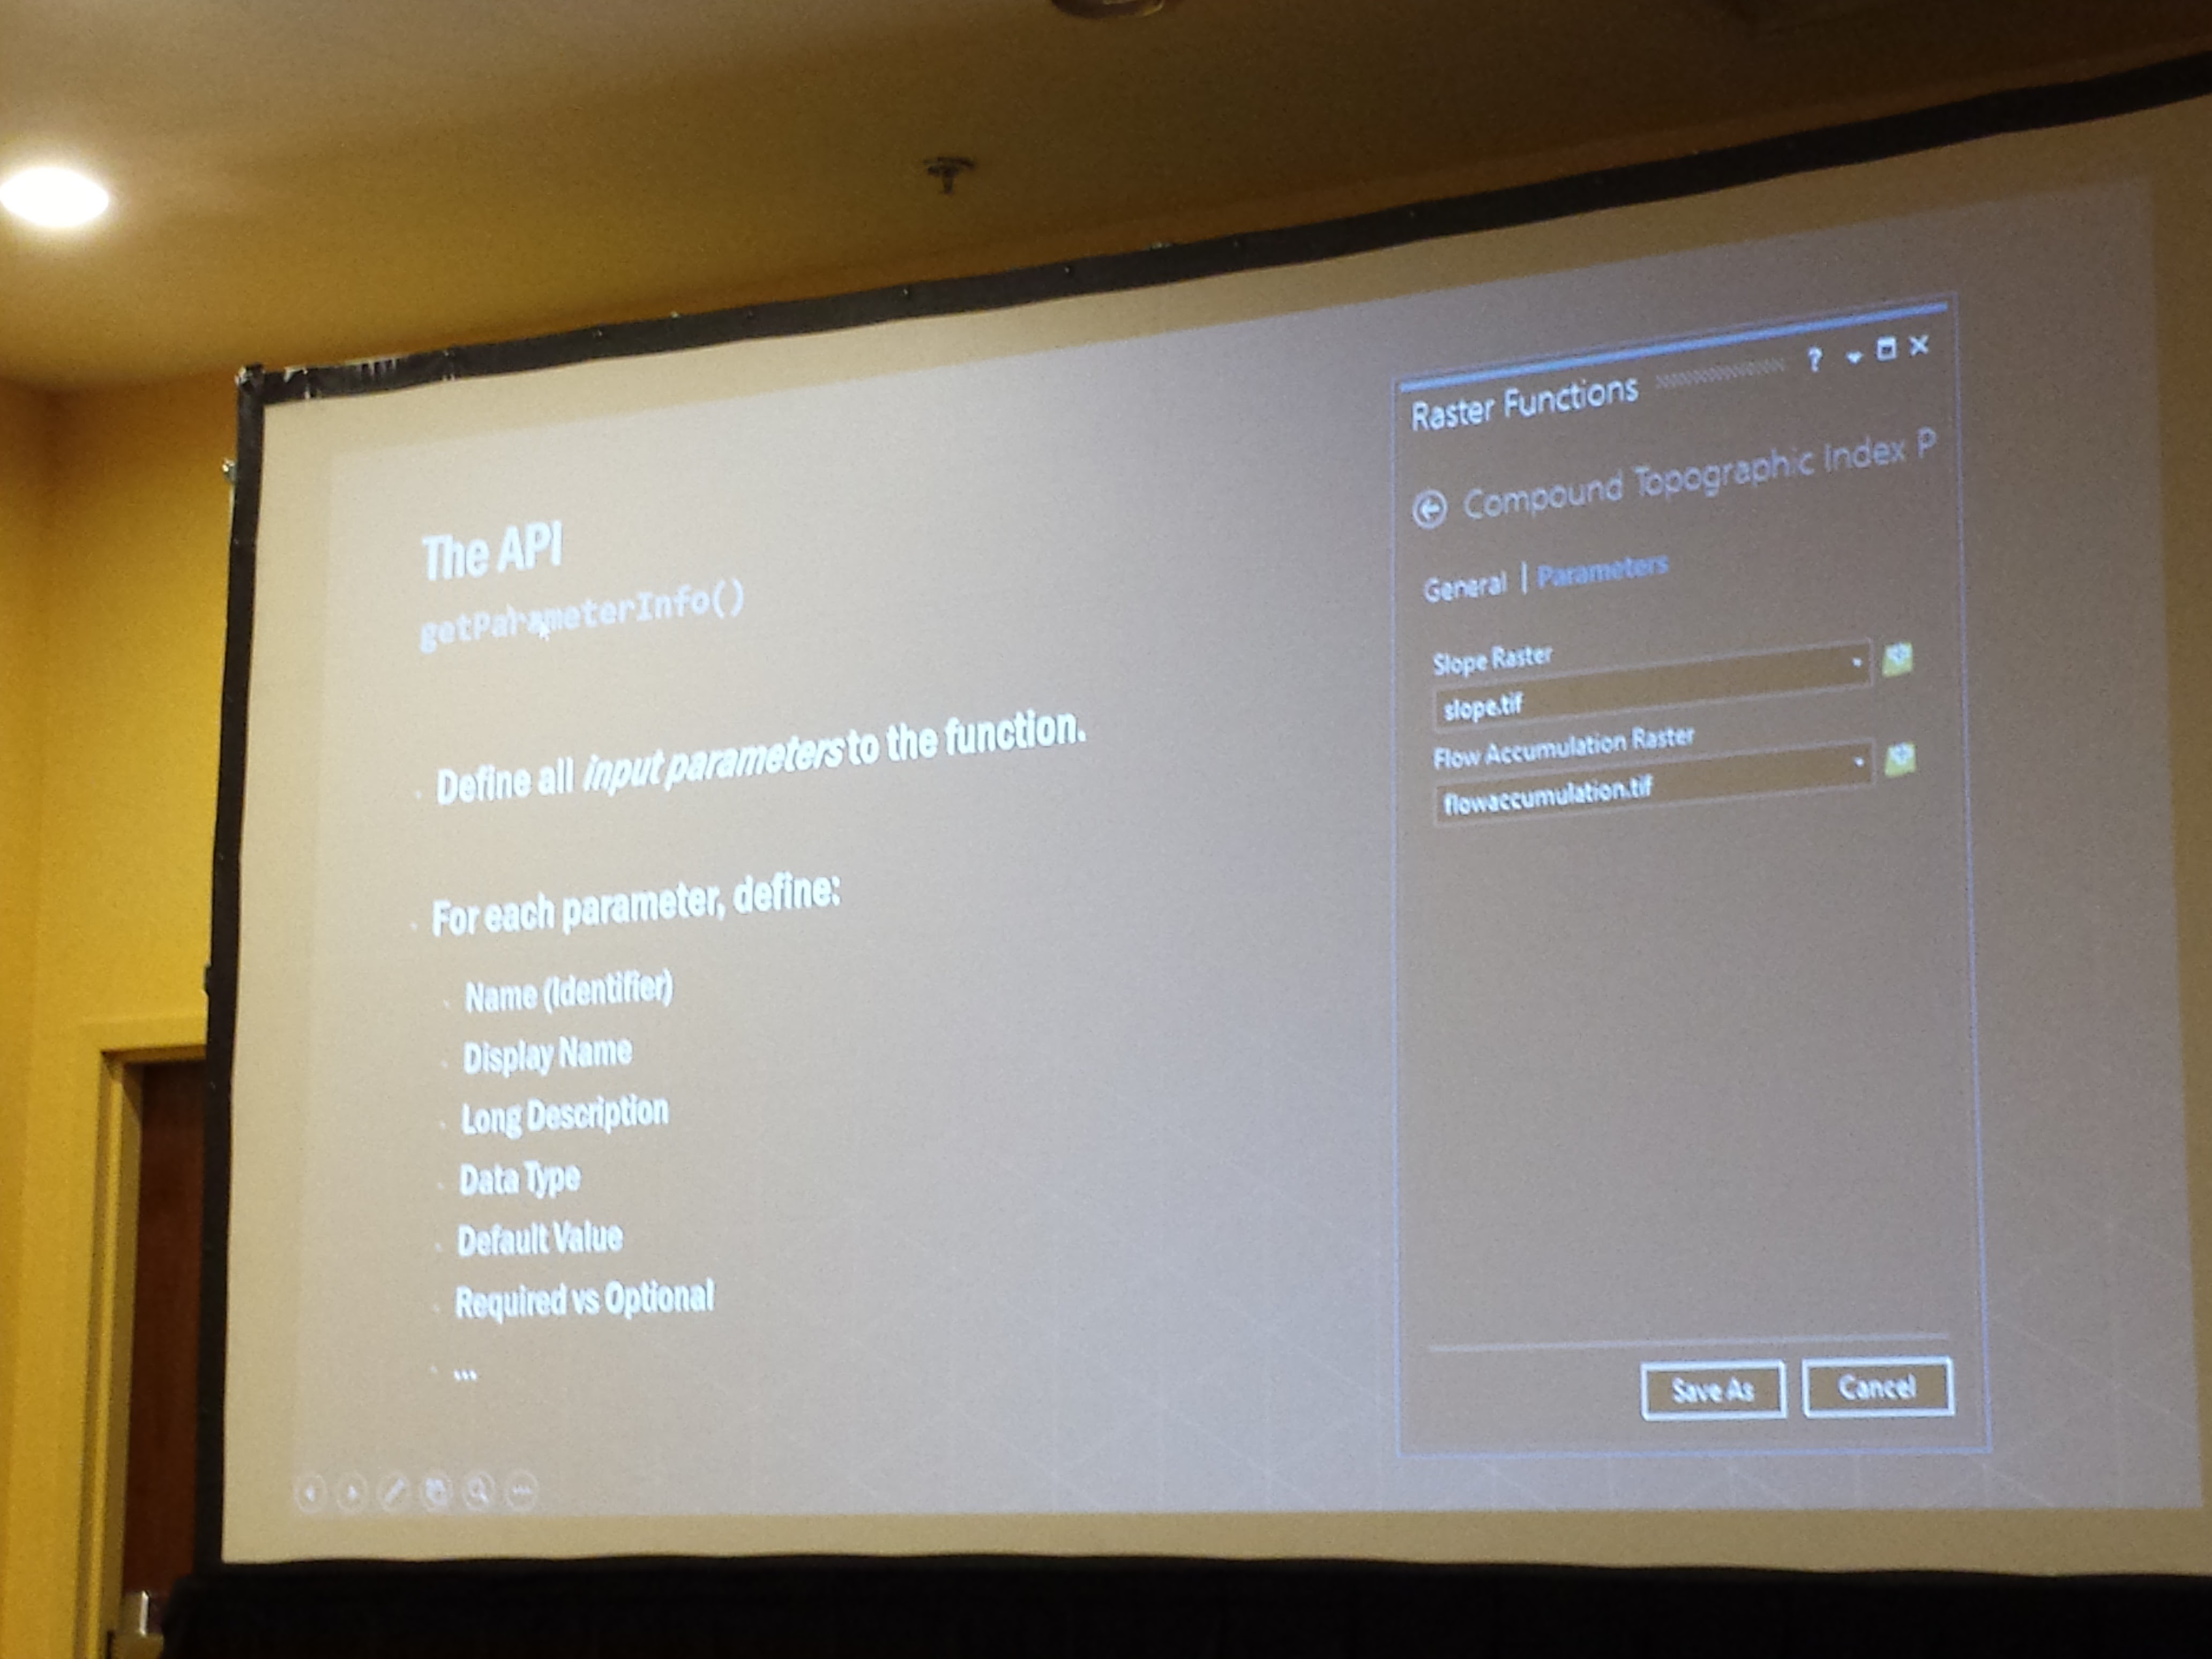 The API
getParameterInfo()
Define all input parameters to the function.
For each parameter, define:
Name (Identifier)
Display Name
Long Description
Data Type
Default Value
Required vs Optional
...
Raster Functions
Compound Topographic Index P
General | Parameters
Slope Raster
slope.tif
Flow Accumulation Raster
flowaccumulation.tif
Save As
Cancel